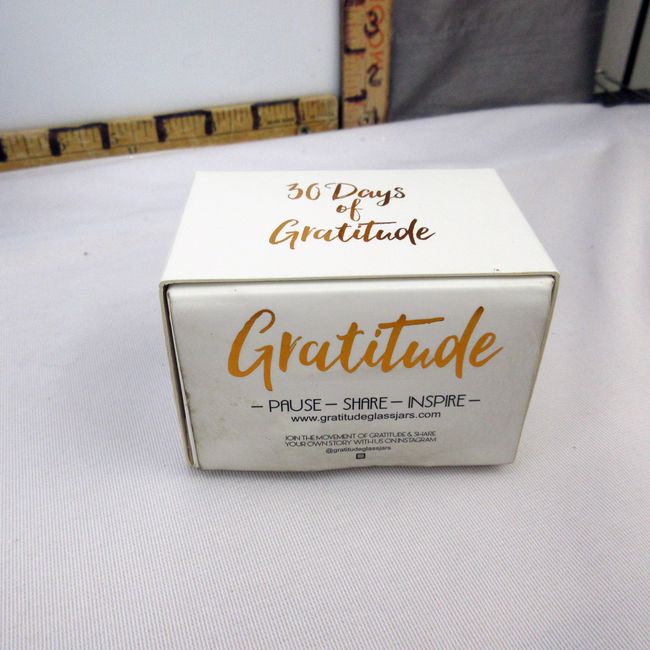 30 Days
of
Gratitude
Gratitude
– PAUSE – SHARE – INSPIRE –
www.gratitudeglassjars.com
JOIN THE MOVEMENT OF GRATITUDE & SHARE
YOUR OWN STORY WITH US ON INSTAGRAM
@gratitudeglassjars